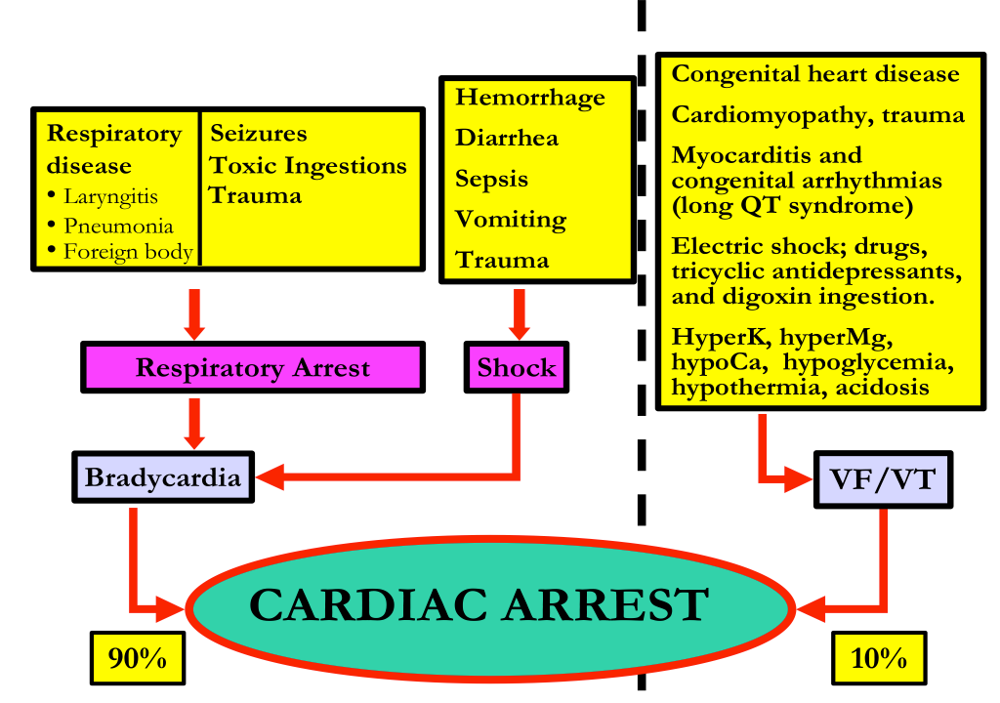 Respiratory
disease
• Laryngitis
• Pneumonia
• Foreign body
Seizures
Toxic Ingestions
Trauma
Hemorrhage
Diarrhea
Sepsis
Vomiting
Trauma
Congenital heart disease
Cardiomyopathy, trauma
Myocarditis and
congenital arrhythmias
(long QT syndrome)
Electric shock; drugs,
tricyclic antidepressants,
and digoxin ingestion.
HyperK, hyperMg,
hypoCa, hypoglycemia,
hypothermia, acidosis
Respiratory Arrest
Shock
Bradycardia
VF/VT
CARDIAC ARREST
90%
10%